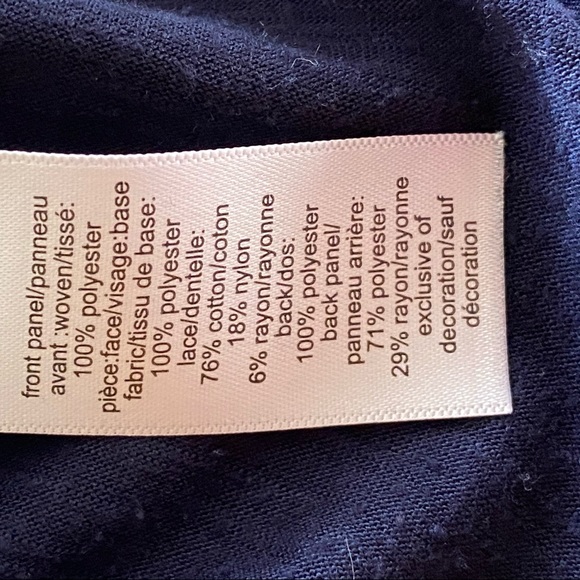 front panel/panneau
avant :woven/tissé:
100% polyester
pièce:face/visage:base
fabric/tissu de base:
100% polyester
lace/dentelle:
76% cotton/coton
18% nylon
6% rayon/rayonne
back/dos:
100% polyester
back panel/
panneau arrière:
71% polyester
29% rayon/rayonne
exclusive of
decoration/sauf
décoration